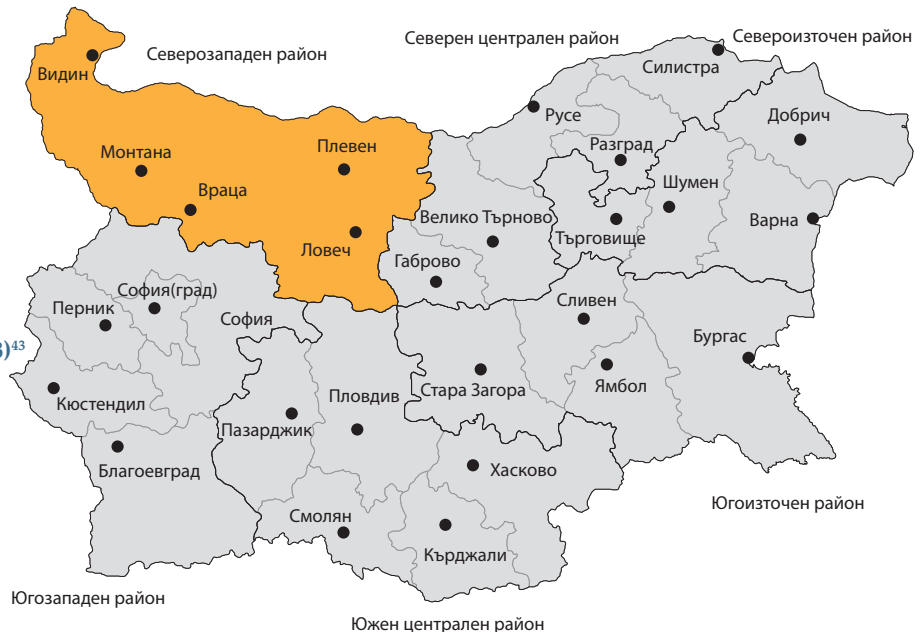 Северен централен район
Североизточен район
Северозападен район
Видин
Силистра
Русе
Добрич
Монтана
Плевен
Разград
Враца
Шумен
Велико Търново
Варна
Ловеч
Търговище
Габрово
София(град)
Перник
София
Сливен
Бургас
3)⁴³
Стара Загора
Ямбол
Кюстендил
Пловдив
Пазарджик
Благоевград
Хасково
Югоизточен район
Смолян
Кърджали
Югозападен район
Южен централен район